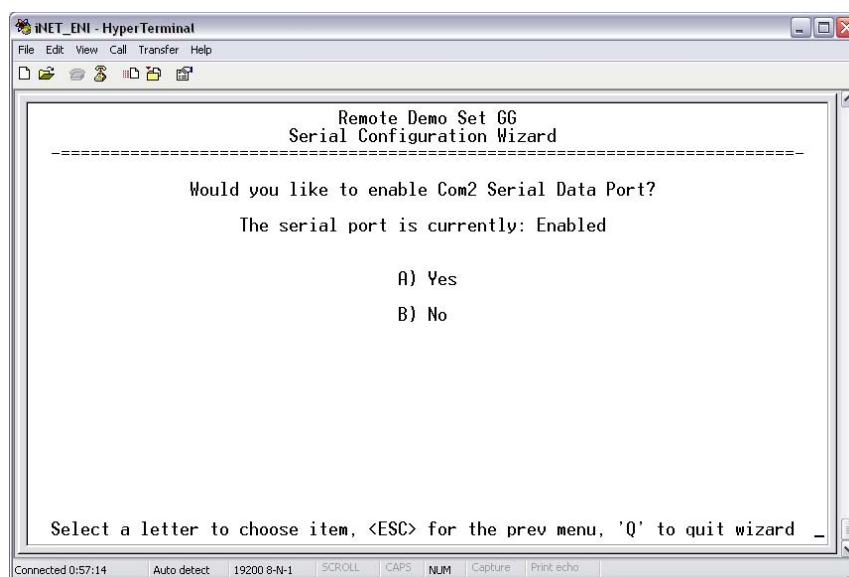 iNET_ENI - HyperTerminal
File Edit View Call Transfer Help
Remote Demo Set GG
Serial Configuration Wizard
-==========================================================================-
Would you like to enable Com2 Serial Data Port?
The serial port is currently: Enabled
A) Yes
B) No
Select a letter to choose item, <ESC> for the prev menu, 'Q' to quit wizard _
Connected 0:57:14 Auto detect 19200 8-N-1 SCROLL CAPS NUM Capture Print echo